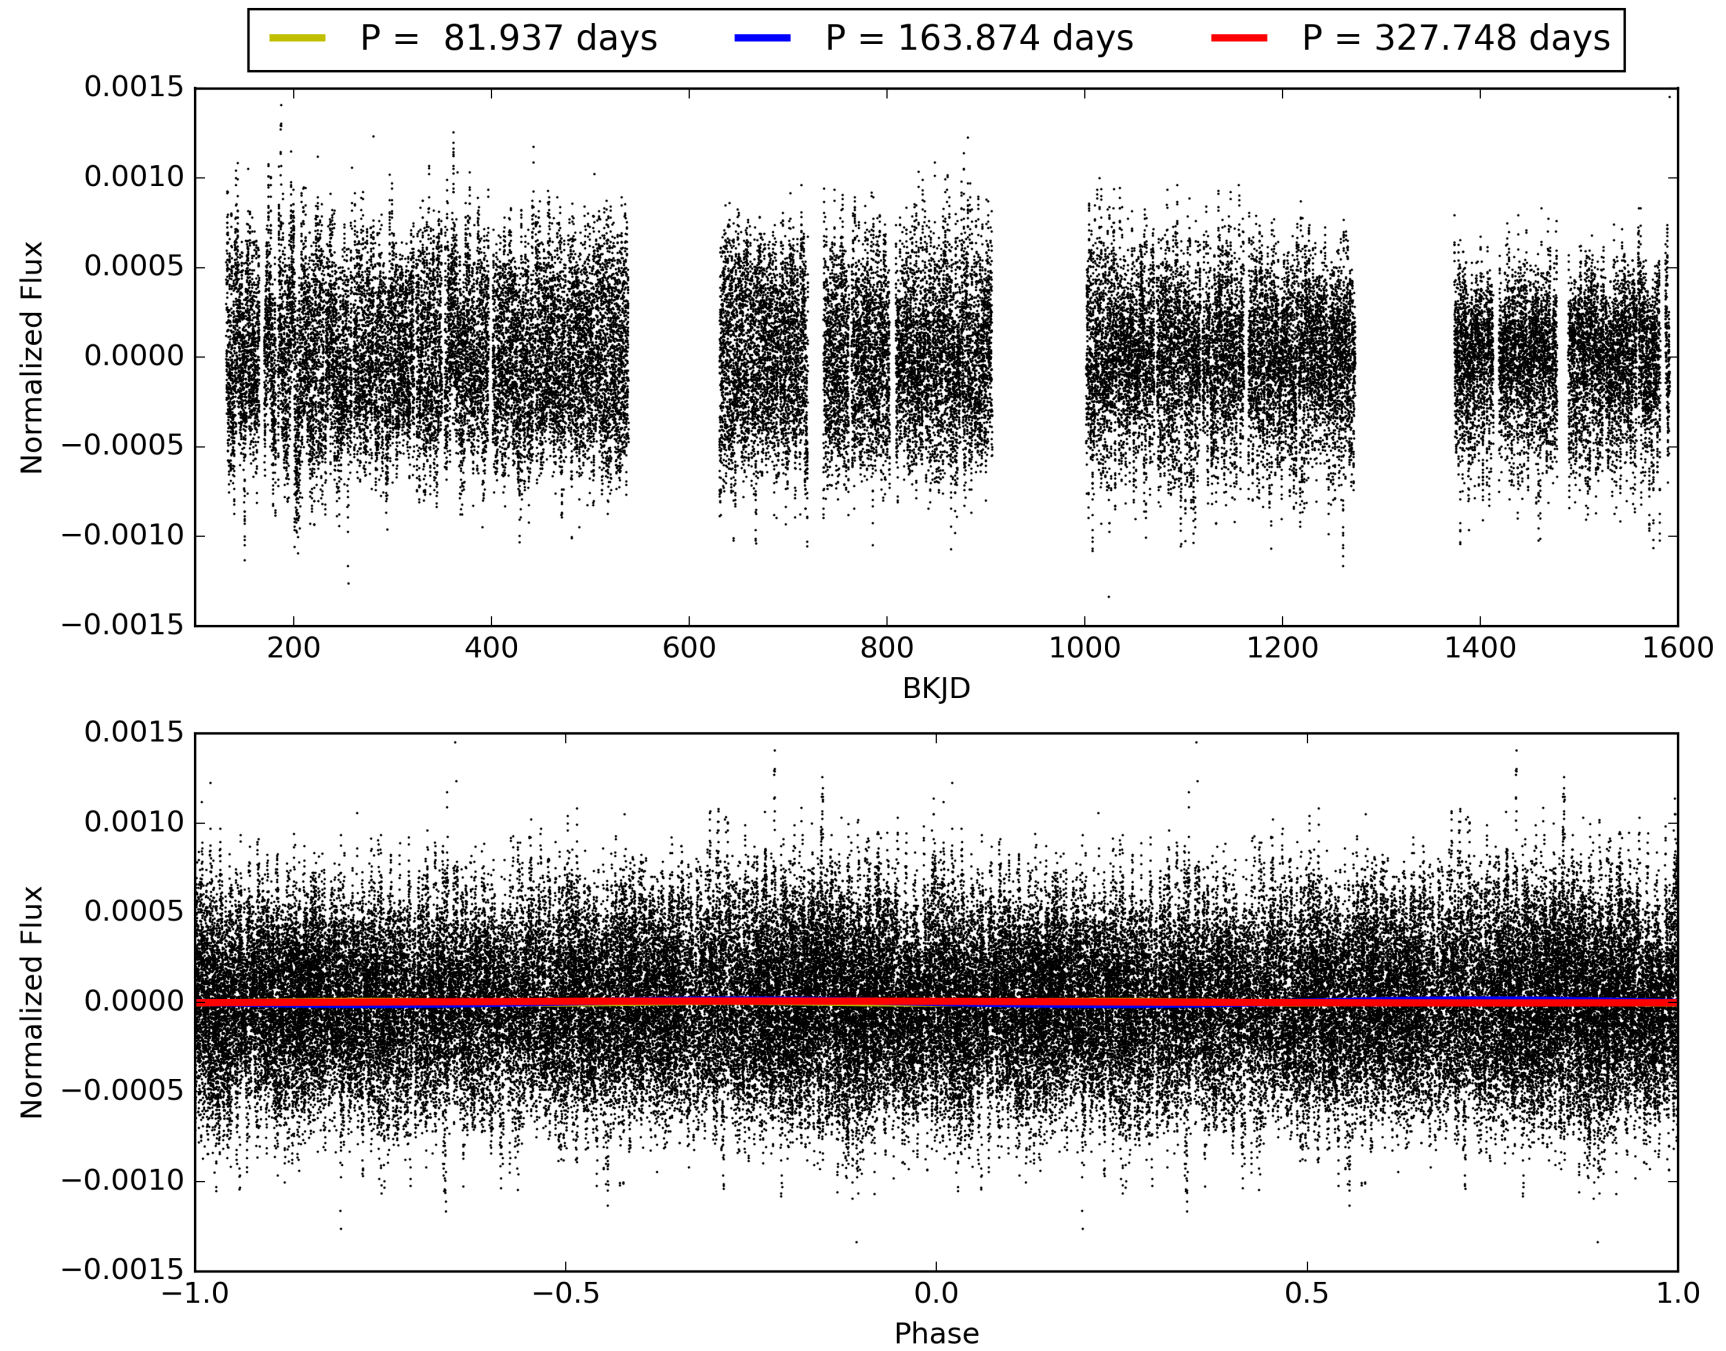 P =  81.937 days
P = 163.874 days
P = 327.748 days
0.0015
0.0010
0.0005
0.0000
−0.0005
−0.0010
−0.0015
Normalized Flux
200 400 600 800 1000 1200 1400 1600
BKJD
0.0015
0.0010
0.0005
0.0000
−0.0005
−0.0010
−0.0015
Normalized Flux
−1.0 −0.5 0.0 0.5 1.0
Phase